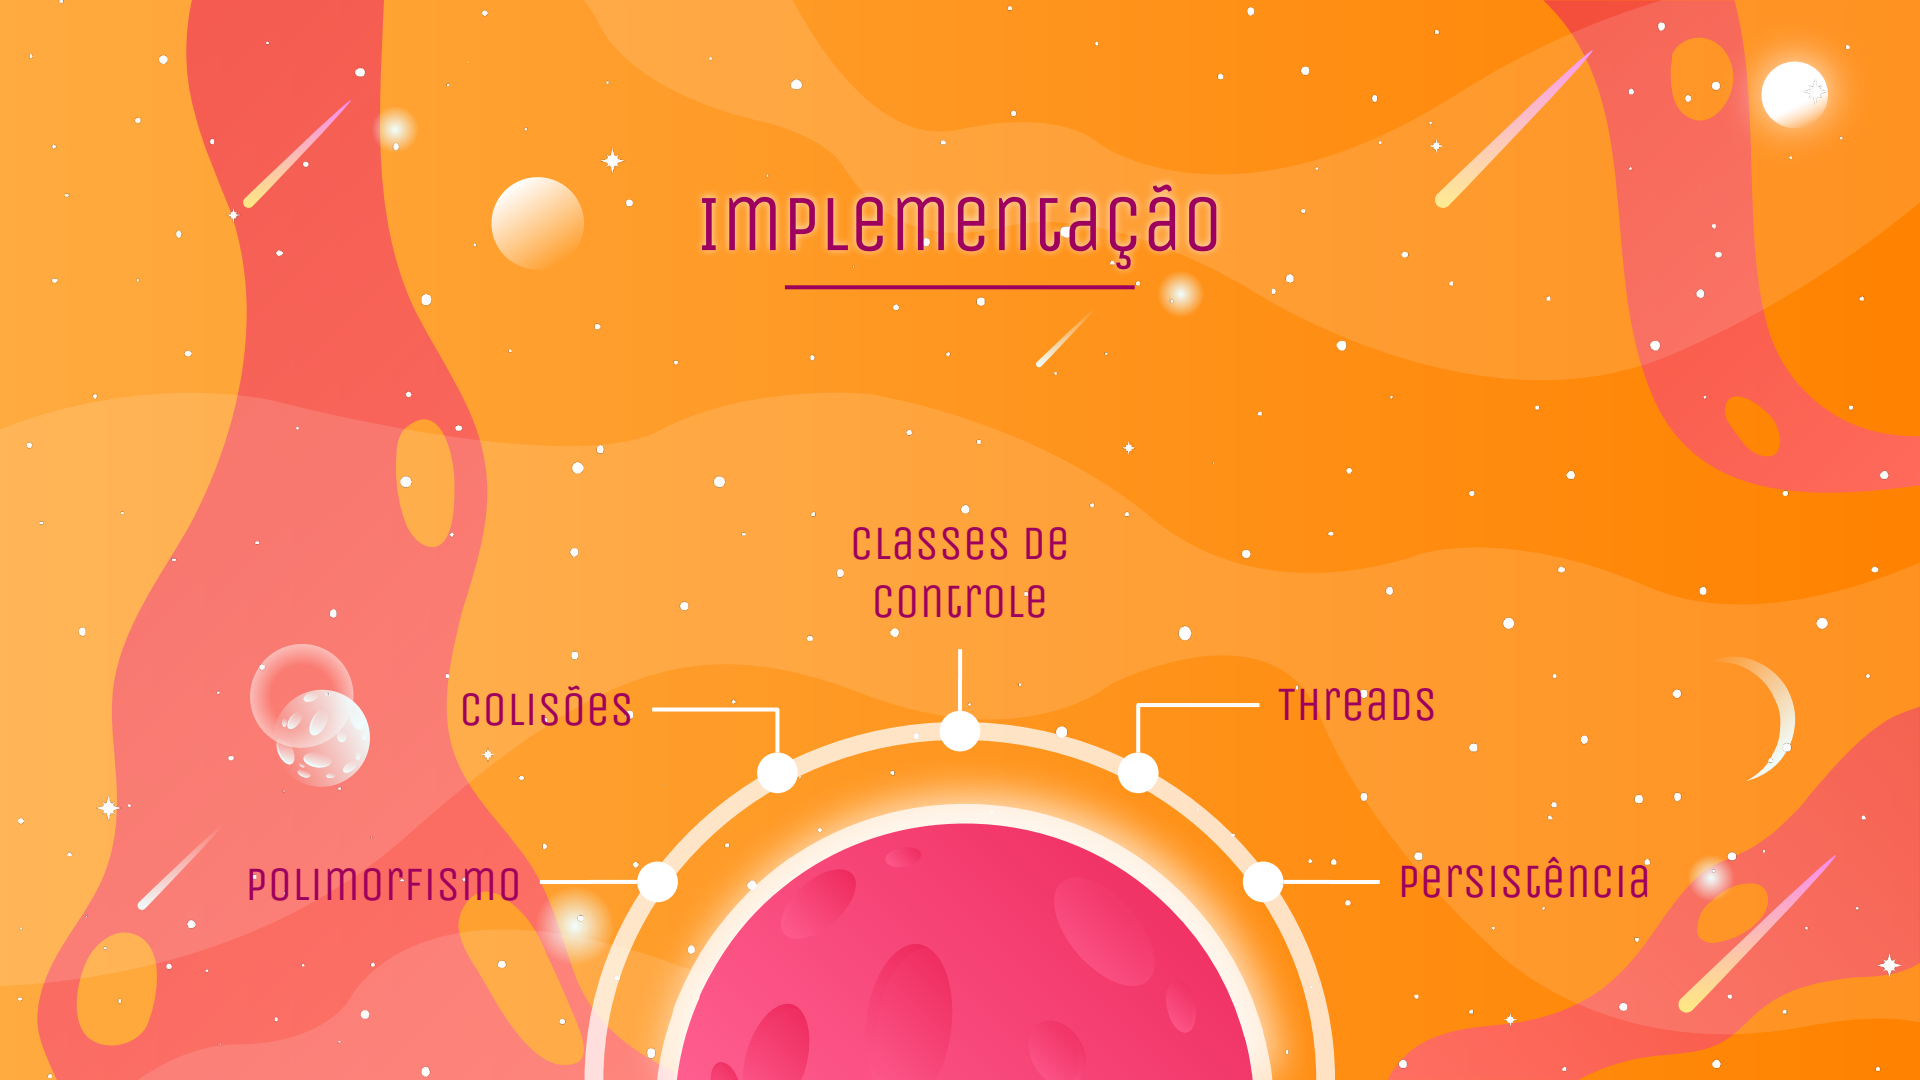 Implementação
Classes de
controle
Colisões
Threads
Polimorfismo
Persistência